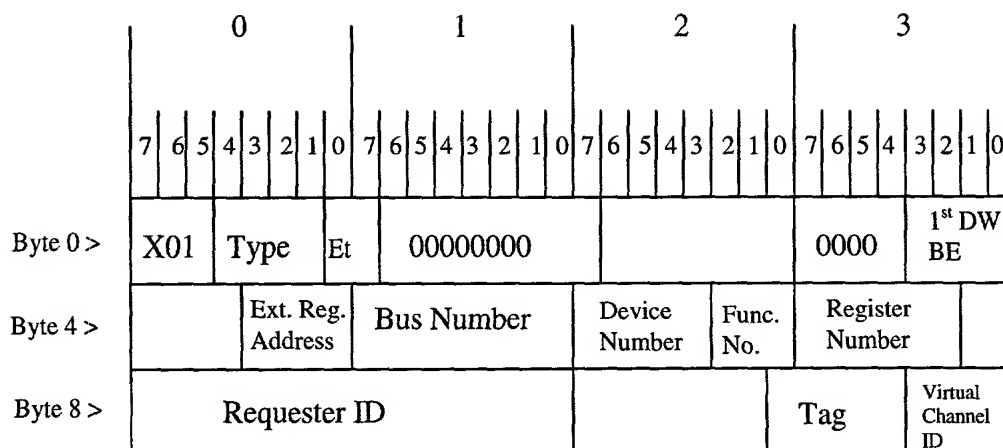 0 1 2 3
7 6 5 4 3 2 1 0 7 6 5 4 3 2 1 0 7 6 5 4 3 2 1 0 7 6 5 4 3 2 1 0
Byte 0 > X01 Type Et 00000000 0000 1st DW
BE
Byte 4 > Ext. Reg. Address Bus Number Device Number Func. No. Register Number
Byte 8 > Requester ID Tag Virtual Channel ID